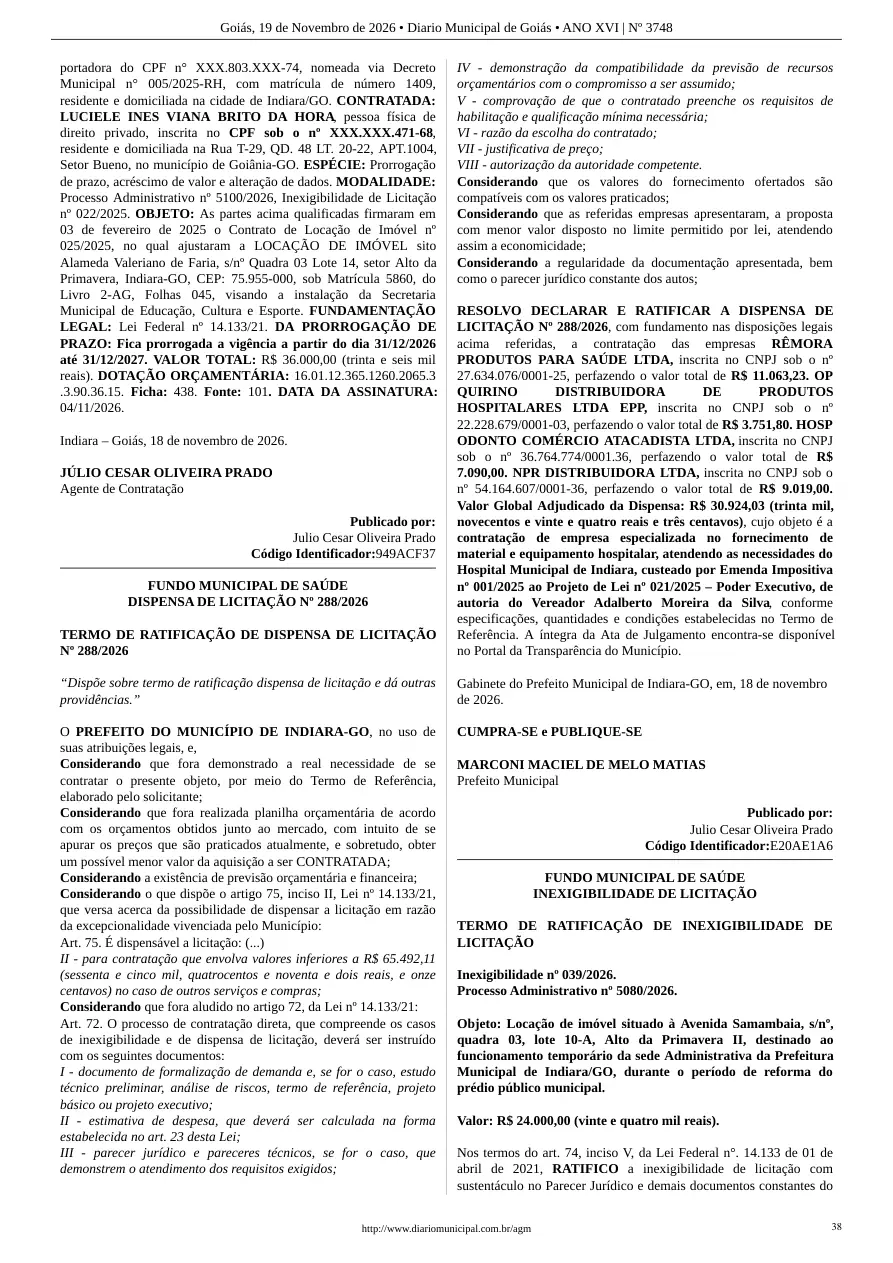 Goiás, 19 de Novembro de 2026 • Diario Municipal de Goiás • ANO XVI | Nº 3748
portadora do CPF n° XXX.803.XXX-74, nomeada via Decreto
Municipal n° 005/2025-RH, com matrícula de número 1409,
residente e domiciliada na cidade de Indiara/GO. CONTRATADA:
LUCIELE INES VIANA BRITO DA HORA, pessoa física de
direito privado, inscrita no CPF sob o nº XXX.XXX.471-68,
residente e domiciliada na Rua T-29, QD. 48 LT. 20-22, APT.1004,
Setor Bueno, no município de Goiânia-GO. ESPÉCIE: Prorrogação
de prazo, acréscimo de valor e alteração de dados. MODALIDADE:
Processo Administrativo nº 5100/2026, Inexigibilidade de Licitação
nº 022/2025. OBJETO: As partes acima qualificadas firmaram em
03 de fevereiro de 2025 o Contrato de Locação de Imóvel nº
025/2025, no qual ajustaram a LOCAÇÃO DE IMÓVEL sito
Alameda Valeriano de Faria, s/nº Quadra 03 Lote 14, setor Alto da
Primavera, Indiara-GO, CEP: 75.955-000, sob Matrícula 5860, do
Livro 2-AG, Folhas 045, visando a instalação da Secretaria
Municipal de Educação, Cultura e Esporte. FUNDAMENTAÇÃO
LEGAL: Lei Federal nº 14.133/21. DA PRORROGAÇÃO DE
PRAZO: Fica prorrogada a vigência a partir do dia 31/12/2026
até 31/12/2027. VALOR TOTAL: R$ 36.000,00 (trinta e seis mil
reais). DOTAÇÃO ORÇAMENTÁRIA: 16.01.12.365.1260.2065.3
.3.90.36.15. Ficha: 438. Fonte: 101. DATA DA ASSINATURA:
04/11/2026.
Indiara – Goiás, 18 de novembro de 2026.
JÚLIO CESAR OLIVEIRA PRADO
Agente de Contratação
Publicado por:
Julio Cesar Oliveira Prado
Código Identificador:949ACF37
FUNDO MUNICIPAL DE SAÚDE
DISPENSA DE LICITAÇÃO Nº 288/2026
TERMO DE RATIFICAÇÃO DE DISPENSA DE LICITAÇÃO
Nº 288/2026
“Dispõe sobre termo de ratificação dispensa de licitação e dá outras
providências.”
O PREFEITO DO MUNICÍPIO DE INDIARA-GO, no uso de
suas atribuições legais, e,
Considerando que fora demonstrado a real necessidade de se
contratar o presente objeto, por meio do Termo de Referência,
elaborado pelo solicitante;
Considerando que fora realizada planilha orçamentária de acordo
com os orçamentos obtidos junto ao mercado, com intuito de se
apurar os preços que são praticados atualmente, e sobretudo, obter
um possível menor valor da aquisição a ser CONTRATADA;
Considerando a existência de previsão orçamentária e financeira;
Considerando o que dispõe o artigo 75, inciso II, Lei nº 14.133/21,
que versa acerca da possibilidade de dispensar a licitação em razão
da excepcionalidade vivenciada pelo Município:
Art. 75. É dispensável a licitação: (...)
II - para contratação que envolva valores inferiores a R$ 65.492,11
(sessenta e cinco mil, quatrocentos e noventa e dois reais, e onze
centavos) no caso de outros serviços e compras;
Considerando que fora aludido no artigo 72, da Lei nº 14.133/21:
Art. 72. O processo de contratação direta, que compreende os casos
de inexigibilidade e de dispensa de licitação, deverá ser instruído
com os seguintes documentos:
I - documento de formalização de demanda e, se for o caso, estudo
técnico preliminar, análise de riscos, termo de referência, projeto
básico ou projeto executivo;
II - estimativa de despesa, que deverá ser calculada na forma
estabelecida no art. 23 desta Lei;
III - parecer jurídico e pareceres técnicos, se for o caso, que
demonstrem o atendimento dos requisitos exigidos;
IV - demonstração da compatibilidade da previsão de recursos
orçamentários com o compromisso a ser assumido;
V - comprovação de que o contratado preenche os requisitos de
habilitação e qualificação mínima necessária;
VI - razão da escolha do contratado;
VII - justificativa de preço;
VIII - autorização da autoridade competente.
Considerando que os valores do fornecimento ofertados são
compatíveis com os valores praticados;
Considerando que as referidas empresas apresentaram, a proposta
com menor valor disposto no limite permitido por lei, atendendo
assim a economicidade;
Considerando a regularidade da documentação apresentada, bem
como o parecer jurídico constante dos autos;
RESOLVO DECLARAR E RATIFICAR A DISPENSA DE
LICITAÇÃO Nº 288/2026, com fundamento nas disposições legais
acima referidas, a contratação das empresas RÊMORA
PRODUTOS PARA SAÚDE LTDA, inscrita no CNPJ sob o nº
27.634.076/0001-25, perfazendo o valor total de R$ 11.063,23. OP
QUIRINO DISTRIBUIDORA DE PRODUTOS
HOSPITALARES LTDA EPP, inscrita no CNPJ sob o nº
22.228.679/0001-03, perfazendo o valor total de R$ 3.751,80. HOSP
ODONTO COMÉRCIO ATACADISTA LTDA, inscrita no CNPJ
sob o nº 36.764.774/0001.36, perfazendo o valor total de R$
7.090,00. NPR DISTRIBUIDORA LTDA, inscrita no CNPJ sob o
nº 54.164.607/0001-36, perfazendo o valor total de R$ 9.019,00.
Valor Global Adjudicado da Dispensa: R$ 30.924,03 (trinta mil,
novecentos e vinte e quatro reais e três centavos), cujo objeto é a
contratação de empresa especializada no fornecimento de
material e equipamento hospitalar, atendendo as necessidades do
Hospital Municipal de Indiara, custeado por Emenda Impositiva
nº 001/2025 ao Projeto de Lei nº 021/2025 – Poder Executivo, de
autoria do Vereador Adalberto Moreira da Silva, conforme
especificações, quantidades e condições estabelecidas no Termo de
Referência. A íntegra da Ata de Julgamento encontra-se disponível
no Portal da Transparência do Município.
Gabinete do Prefeito Municipal de Indiara-GO, em, 18 de novembro
de 2026.
CUMPRA-SE e PUBLIQUE-SE
MARCONI MACIEL DE MELO MATIAS
Prefeito Municipal
Publicado por:
Julio Cesar Oliveira Prado
Código Identificador:E20AE1A6
FUNDO MUNICIPAL DE SAÚDE
INEXIGIBILIDADE DE LICITAÇÃO
TERMO DE RATIFICAÇÃO DE INEXIGIBILIDADE DE
LICITAÇÃO
Inexigibilidade nº 039/2026.
Processo Administrativo nº 5080/2026.
Objeto: Locação de imóvel situado à Avenida Samambaia, s/nº,
quadra 03, lote 10-A, Alto da Primavera II, destinado ao
funcionamento temporário da sede Administrativa da Prefeitura
Municipal de Indiara/GO, durante o período de reforma do
prédio público municipal.
Valor: R$ 24.000,00 (vinte e quatro mil reais).
Nos termos do art. 74, inciso V, da Lei Federal n°. 14.133 de 01 de
abril de 2021, RATIFICO a inexigibilidade de licitação com
sustentáculo no Parecer Jurídico e demais documentos constantes do
http://www.diariomunicipal.com.br/agm
38